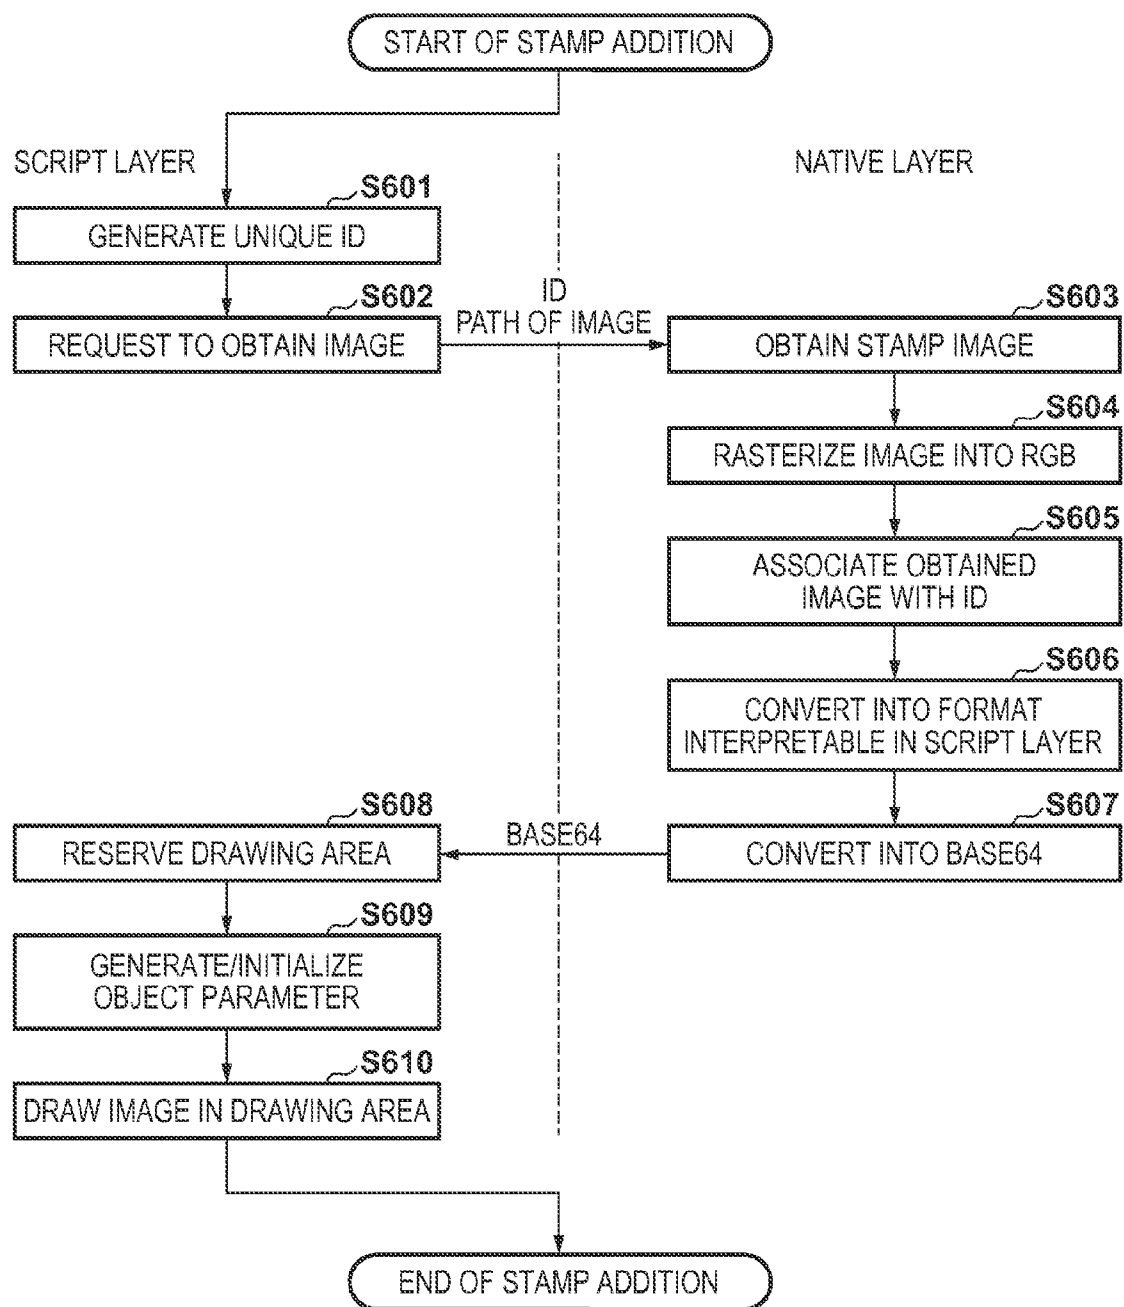 START OF STAMP ADDITION
SCRIPT LAYER
NATIVE LAYER
S601
GENERATE UNIQUE ID
S602
REQUEST TO OBTAIN IMAGE
ID
PATH OF IMAGE
S603
OBTAIN STAMP IMAGE
S604
RASTERIZE IMAGE INTO RGB
S605
ASSOCIATE OBTAINED
IMAGE WITH ID
S606
CONVERT INTO FORMAT
INTERPRETABLE IN SCRIPT LAYER
S607
CONVERT INTO BASE64
BASE64
S608
RESERVE DRAWING AREA
S609
GENERATE/INITIALIZE
OBJECT PARAMETER
S610
DRAW IMAGE IN DRAWING AREA
END OF STAMP ADDITION